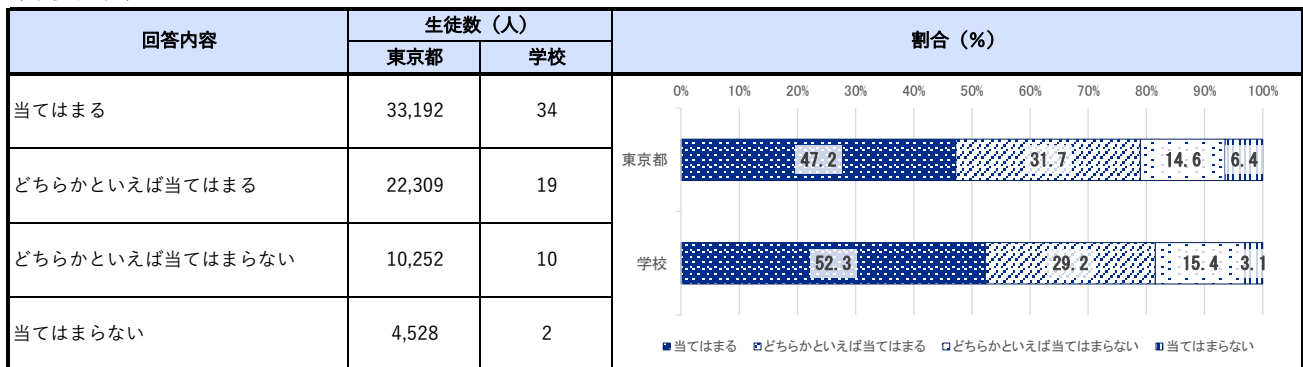 回答内容
生徒数（人）
割合（%）
東京都
学校
当てはまる
33,192
34
どちらかといえば当てはまる
22,309
19
どちらかといえば当てはまらない
10,252
10
当てはまらない
4,528
2
0%
10%
20%
30%
40%
50%
60%
70%
80%
90%
100%
東京都
47.2
31.7
14.6
6.4
学校
52.3
29.2
15.4
3.1
当てはまる
どちらかといえば当てはまる
どちらかといえば当てはまらない
当てはまらない